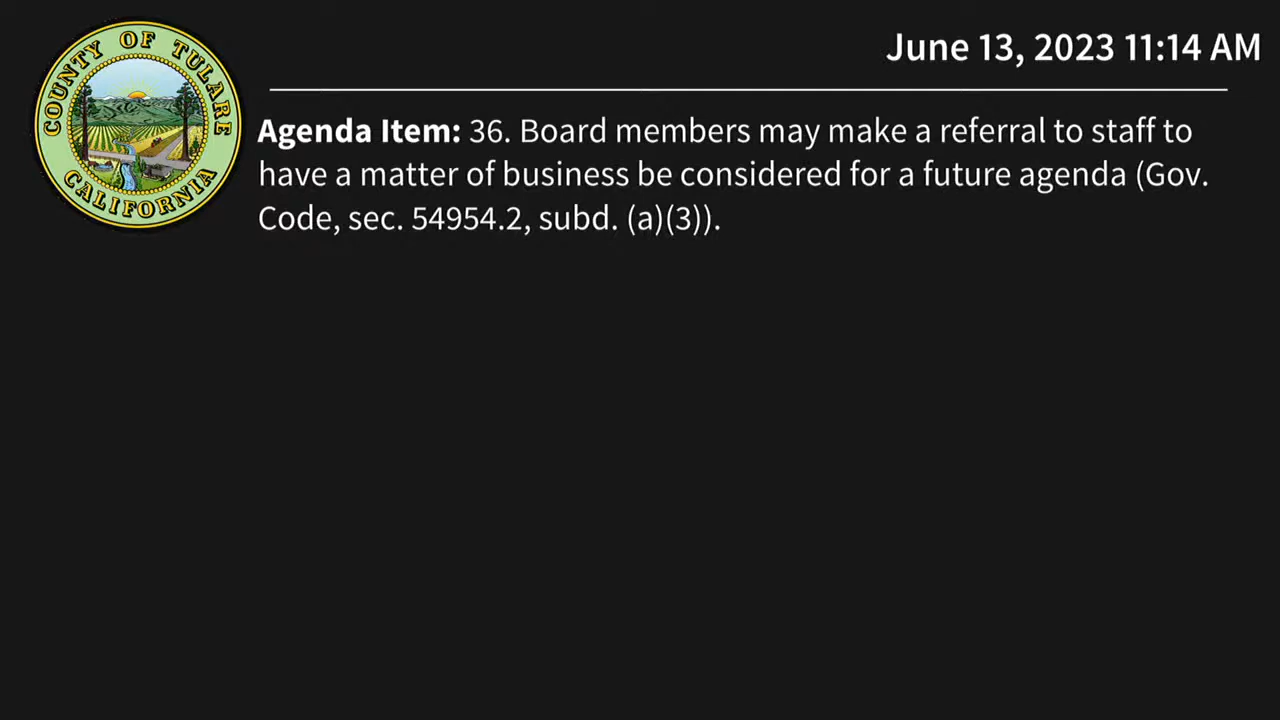 COUNTY OF TULARE
CALIFORNIA
June 13, 2023 11:14 AM
Agenda Item: 36. Board members may make a referral to staff to
have a matter of business be considered for a future agenda (Gov.
Code, sec. 54954.2, subd. (a)(3)).